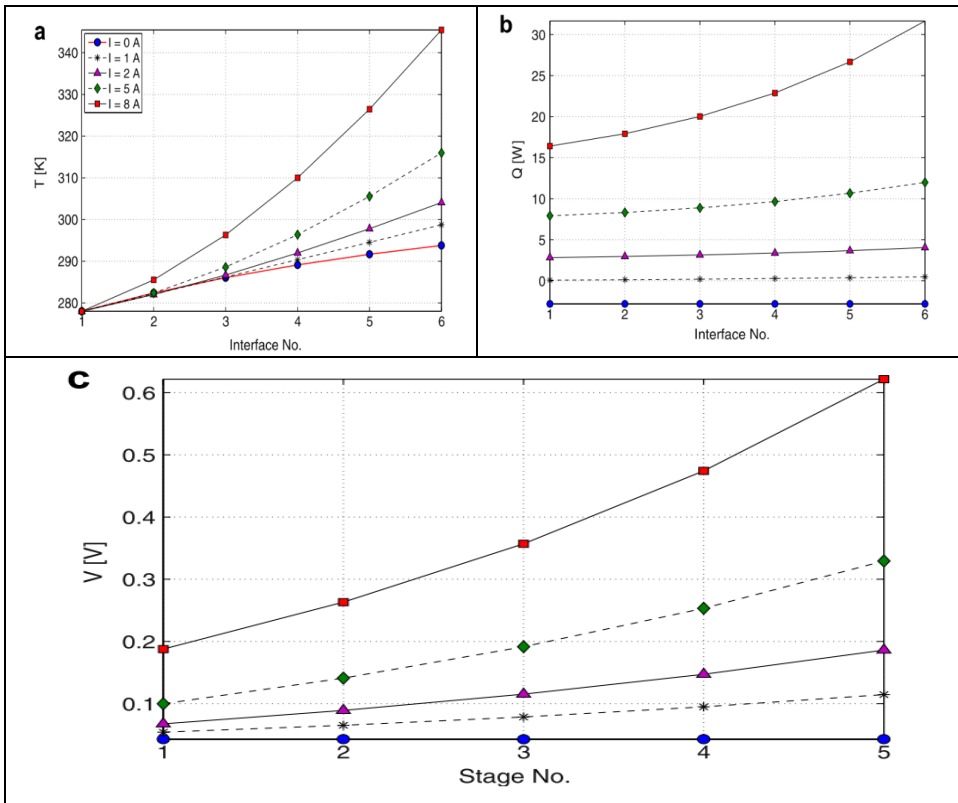 a
I = 0 A
I = 1 A
I = 2 A
I = 5 A
I = 8 A
340
330
320
310
300
290
280
T [K]
1 2 3 4 5 6
Interface No.
b
30
25
20
15
10
5
0
Q [W]
1 2 3 4 5 6
Interface No.
c
0.6
0.5
0.4
0.3
0.2
0.1
V [V]
1 2 3 4 5
Stage No.